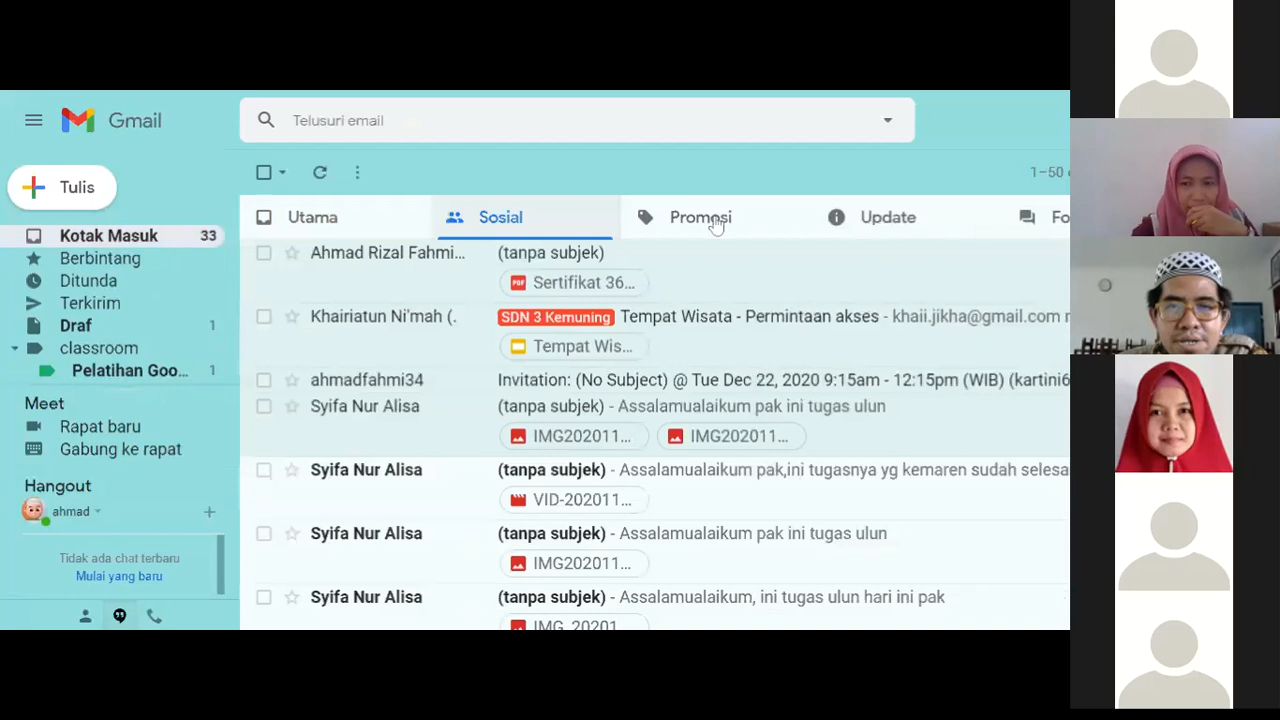 Gmail
Telusuri email
Tulis
1–50
Utama
Sosial
Promosi
Update
Fo
Kotak Masuk 33
Berbintang
Ditunda
Terkirim
Draf 1
classroom
Pelatihan Goo... 1
Meet
Rapat baru
Gabung ke rapat
Hangout
ahmad
Tidak ada chat terbaru
Mulai yang baru
Ahmad Rizal Fahmi... (tanpa subjek)
PDF Sertifikat 36...
Khairiatun Ni'mah (. SDN 3 Kemuning Tempat Wisata - Permintaan akses - khaii.jikha@gmail.com
Tempat Wis...
ahmadfahmi34 Invitation: (No Subject) @ Tue Dec 22, 2020 9:15am - 12:15pm (WIB) (kartini6
Syifa Nur Alisa (tanpa subjek) - Assalamualaikum pak ini tugas ulun
IMG202011... IMG202011...
Syifa Nur Alisa (tanpa subjek) - Assalamualaikum pak,ini tugasnya yg kemaren sudah selesa
VID-202011...
Syifa Nur Alisa (tanpa subjek) - Assalamualaikum pak ini tugas ulun
IMG202011...
Syifa Nur Alisa (tanpa subjek) - Assalamualaikum, ini tugas ulun hari ini pak
IMG_20201